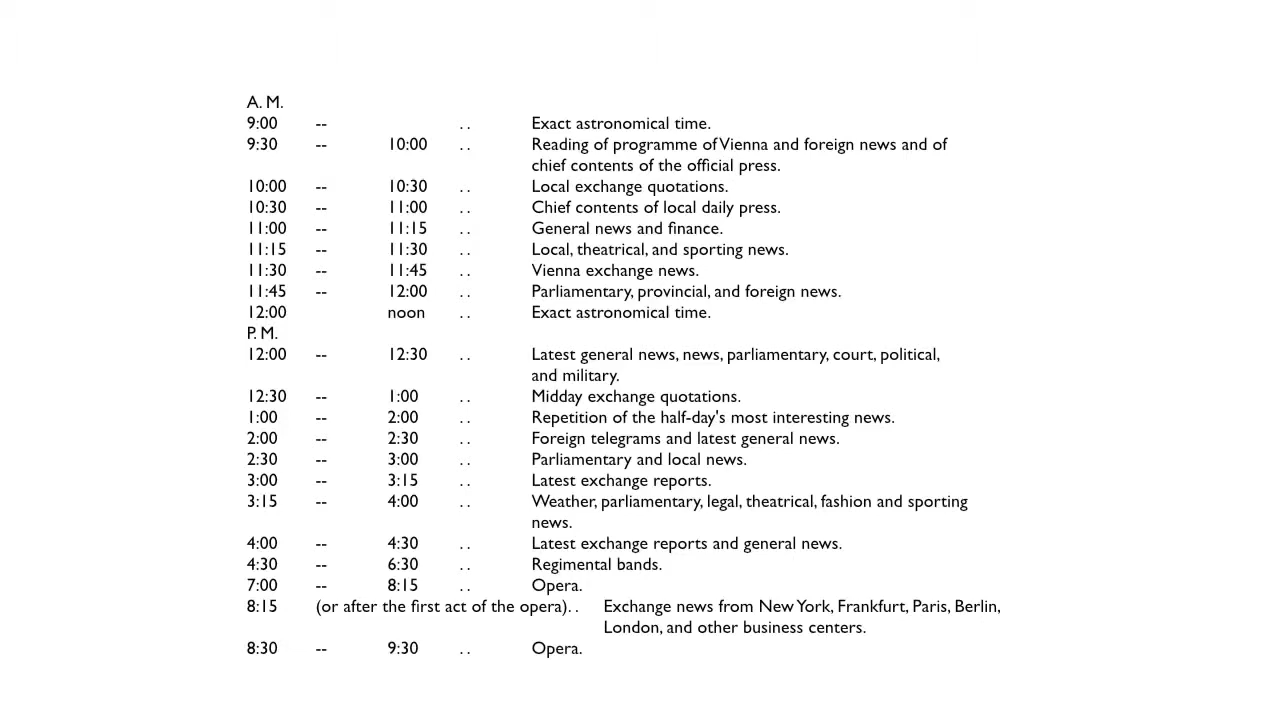 A. M.
9:00 -- . . Exact astronomical time.
9:30 -- 10:00 . . Reading of programme of Vienna and foreign news and of
chief contents of the official press.
10:00 -- 10:30 . . Local exchange quotations.
10:30 -- 11:00 . . Chief contents of local daily press.
11:00 -- 11:15 . . General news and finance.
11:15 -- 11:30 . . Local, theatrical, and sporting news.
11:30 -- 11:45 . . Vienna exchange news.
11:45 -- 12:00 . . Parliamentary, provincial, and foreign news.
12:00 noon . . Exact astronomical time.
P. M.
12:00 -- 12:30 . . Latest general news, news, parliamentary, court, political,
and military.
12:30 -- 1:00 . . Midday exchange quotations.
1:00 -- 2:00 . . Repetition of the half-day's most interesting news.
2:00 -- 2:30 . . Foreign telegrams and latest general news.
2:30 -- 3:00 . . Parliamentary and local news.
3:00 -- 3:15 . . Latest exchange reports.
3:15 -- 4:00 . . Weather, parliamentary, legal, theatrical, fashion and sporting
news.
4:00 -- 4:30 . . Latest exchange reports and general news.
4:30 -- 6:30 . . Regimental bands.
7:00 -- 8:15 . . Opera.
8:15 (or after the first act of the opera). . Exchange news from New York, Frankfurt, Paris, Berlin,
London, and other business centers.
8:30 -- 9:30 . . Opera.